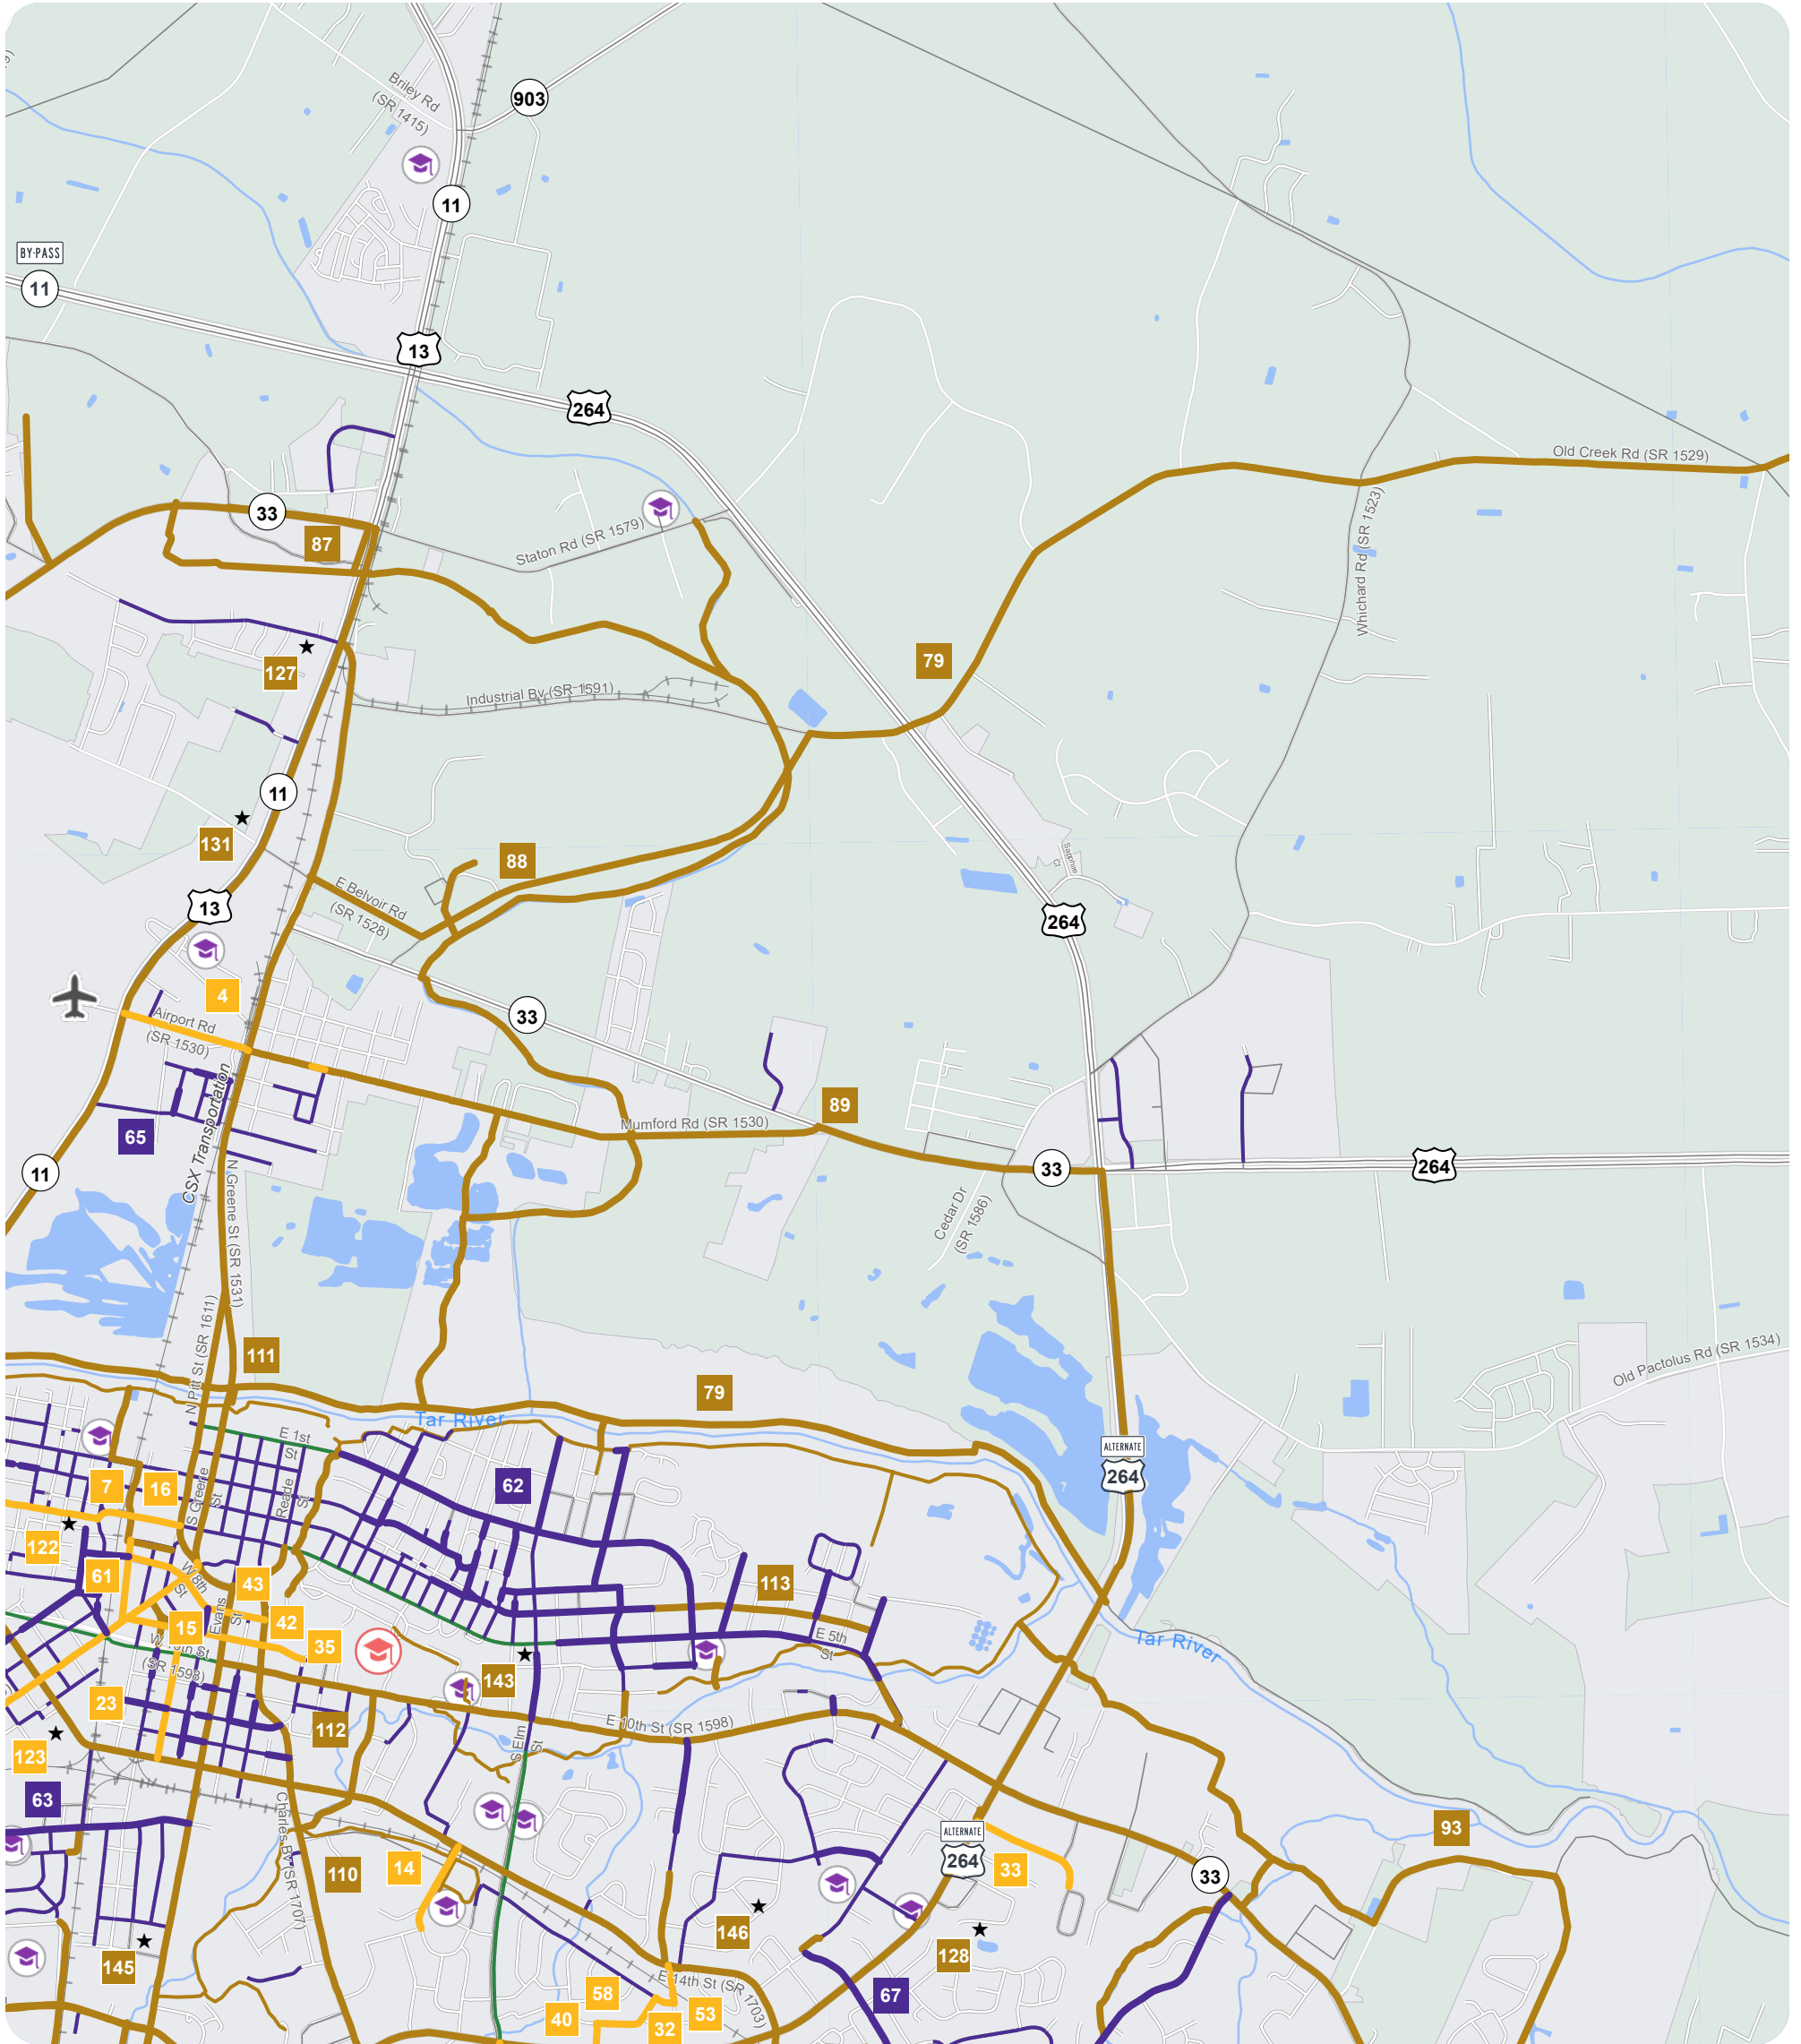 Briley Rd
(SR 1415)
903
11
BY-PASS
11
13
264
Old Creek Rd (SR 1529)
33
87
Staton Rd (SR 1579)
Whichard Rd (SR 1523)
127
79
Industrial Bv (SR 1591)
11
131
88
E Belvoir Rd
(SR 1528)
Sapphire
Ct
13
264
4
Airport Rd
(SR 1530)
33
CSX Transportation
65
89
Mumford Rd (SR 1530)
11
33
264
N Greene St (SR 1531)
Cedar Dr
(SR 1586)
N Pitt St (SR 1611)
111
79
Old Pactolus Rd (SR 1534)
Tar River
E 1st
St
ALTERNATE
264
7
16
S Greene
St
Reade
St
62
122
61
W 8th
St
43
113
15
Evans
St
42
35
W 10th St
(SR 1598)
E 5th
St
Tar River
143
23
112
E 10th St (SR 1598)
S Elm
St
123
63
Charles Bv (SR 1707)
110
14
ALTERNATE
264
33
93
33
146
128
145
E 14th St (SR 1703)
58
40
32
53
67